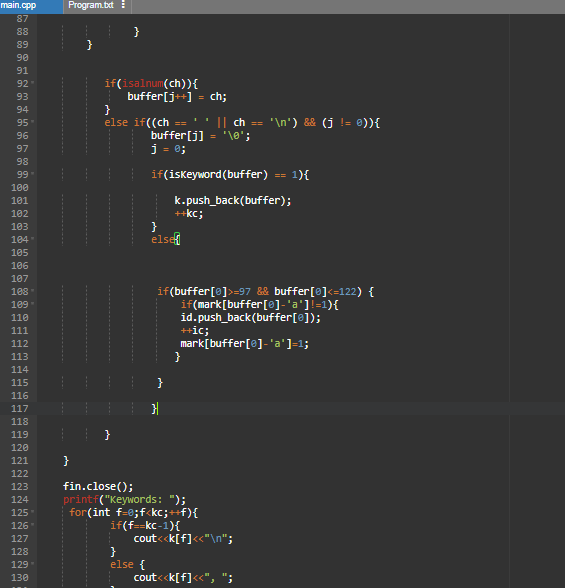 main.cpp Program.txt
87
88 }
89 }
90
91
92 if(isalnum(ch)){
93 buffer[j++] = ch;
94 }
95 else if((ch == ' ' || ch == '\n') && (j != 0)){
96 buffer[j] = '\0';
97 j = 0;
98
99 if(isKeyword(buffer) == 1){
100
101 k.push_back(buffer);
102 ++kc;
103 }
104 else{
105
106
107
108 if(buffer[0]>=97 && buffer[0]<=122) {
109 if(mark[buffer[0]-'a']!=1){
110 id.push_back(buffer[0]);
111 ++ic;
112 mark[buffer[0]-'a']=1;
113 }
114
115 }
116
117 }
118
119 }
120
121 }
122
123 fin.close();
124 printf("Keywords: ");
125 for(int f=0;f<kc;++f){
126 if(f==kc-1){
127 cout<<k[f]<<"\n";
128 }
129 else {
130 cout<<k[f]<<", ";